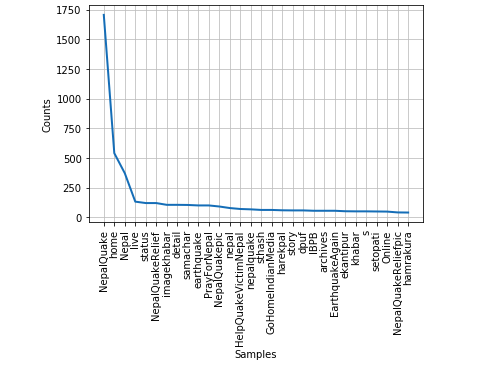 1750
1500
1250
1000
750
500
250
0
Counts
NepalQuake
home
Nepal
live
status
NepalQuakeRelief
imagekhabar
detail
samachar
earthquake
PrayForNepal
NepalQuakepic
nepal
HelpQuakeVictimNepal
nepalquake
sthash
GoHomeIndianMedia
harekpal
story
dpuf
IBPB
archives
EarthquakeAgain
ekantipur
khabar
s
setopati
Online
NepalQuakeReliefpic
hamrakura
Samples